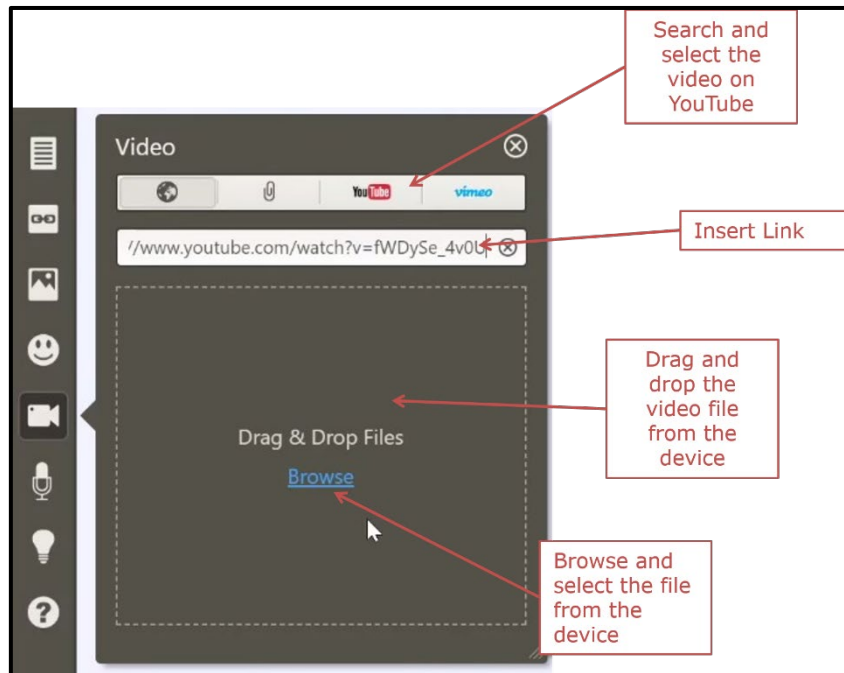 Search and
select the
video on
YouTube
Video
YouTube
vimeo
//www.youtube.com/watch?v=fWDySe_4v0U
Insert Link
Drag and
drop the
video file
from the
device
Drag & Drop Files
Browse
Browse and
select the file
from the
device